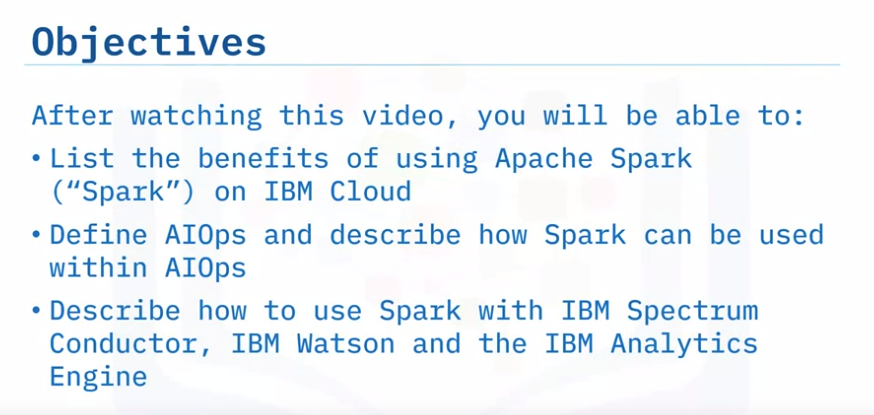 Objectives
After watching this video, you will be able to:
• List the benefits of using Apache Spark
(“Spark”) on IBM Cloud
• Define AIOps and describe how Spark can be used
within AIOps
• Describe how to use Spark with IBM Spectrum
Conductor, IBM Watson and the IBM Analytics
Engine